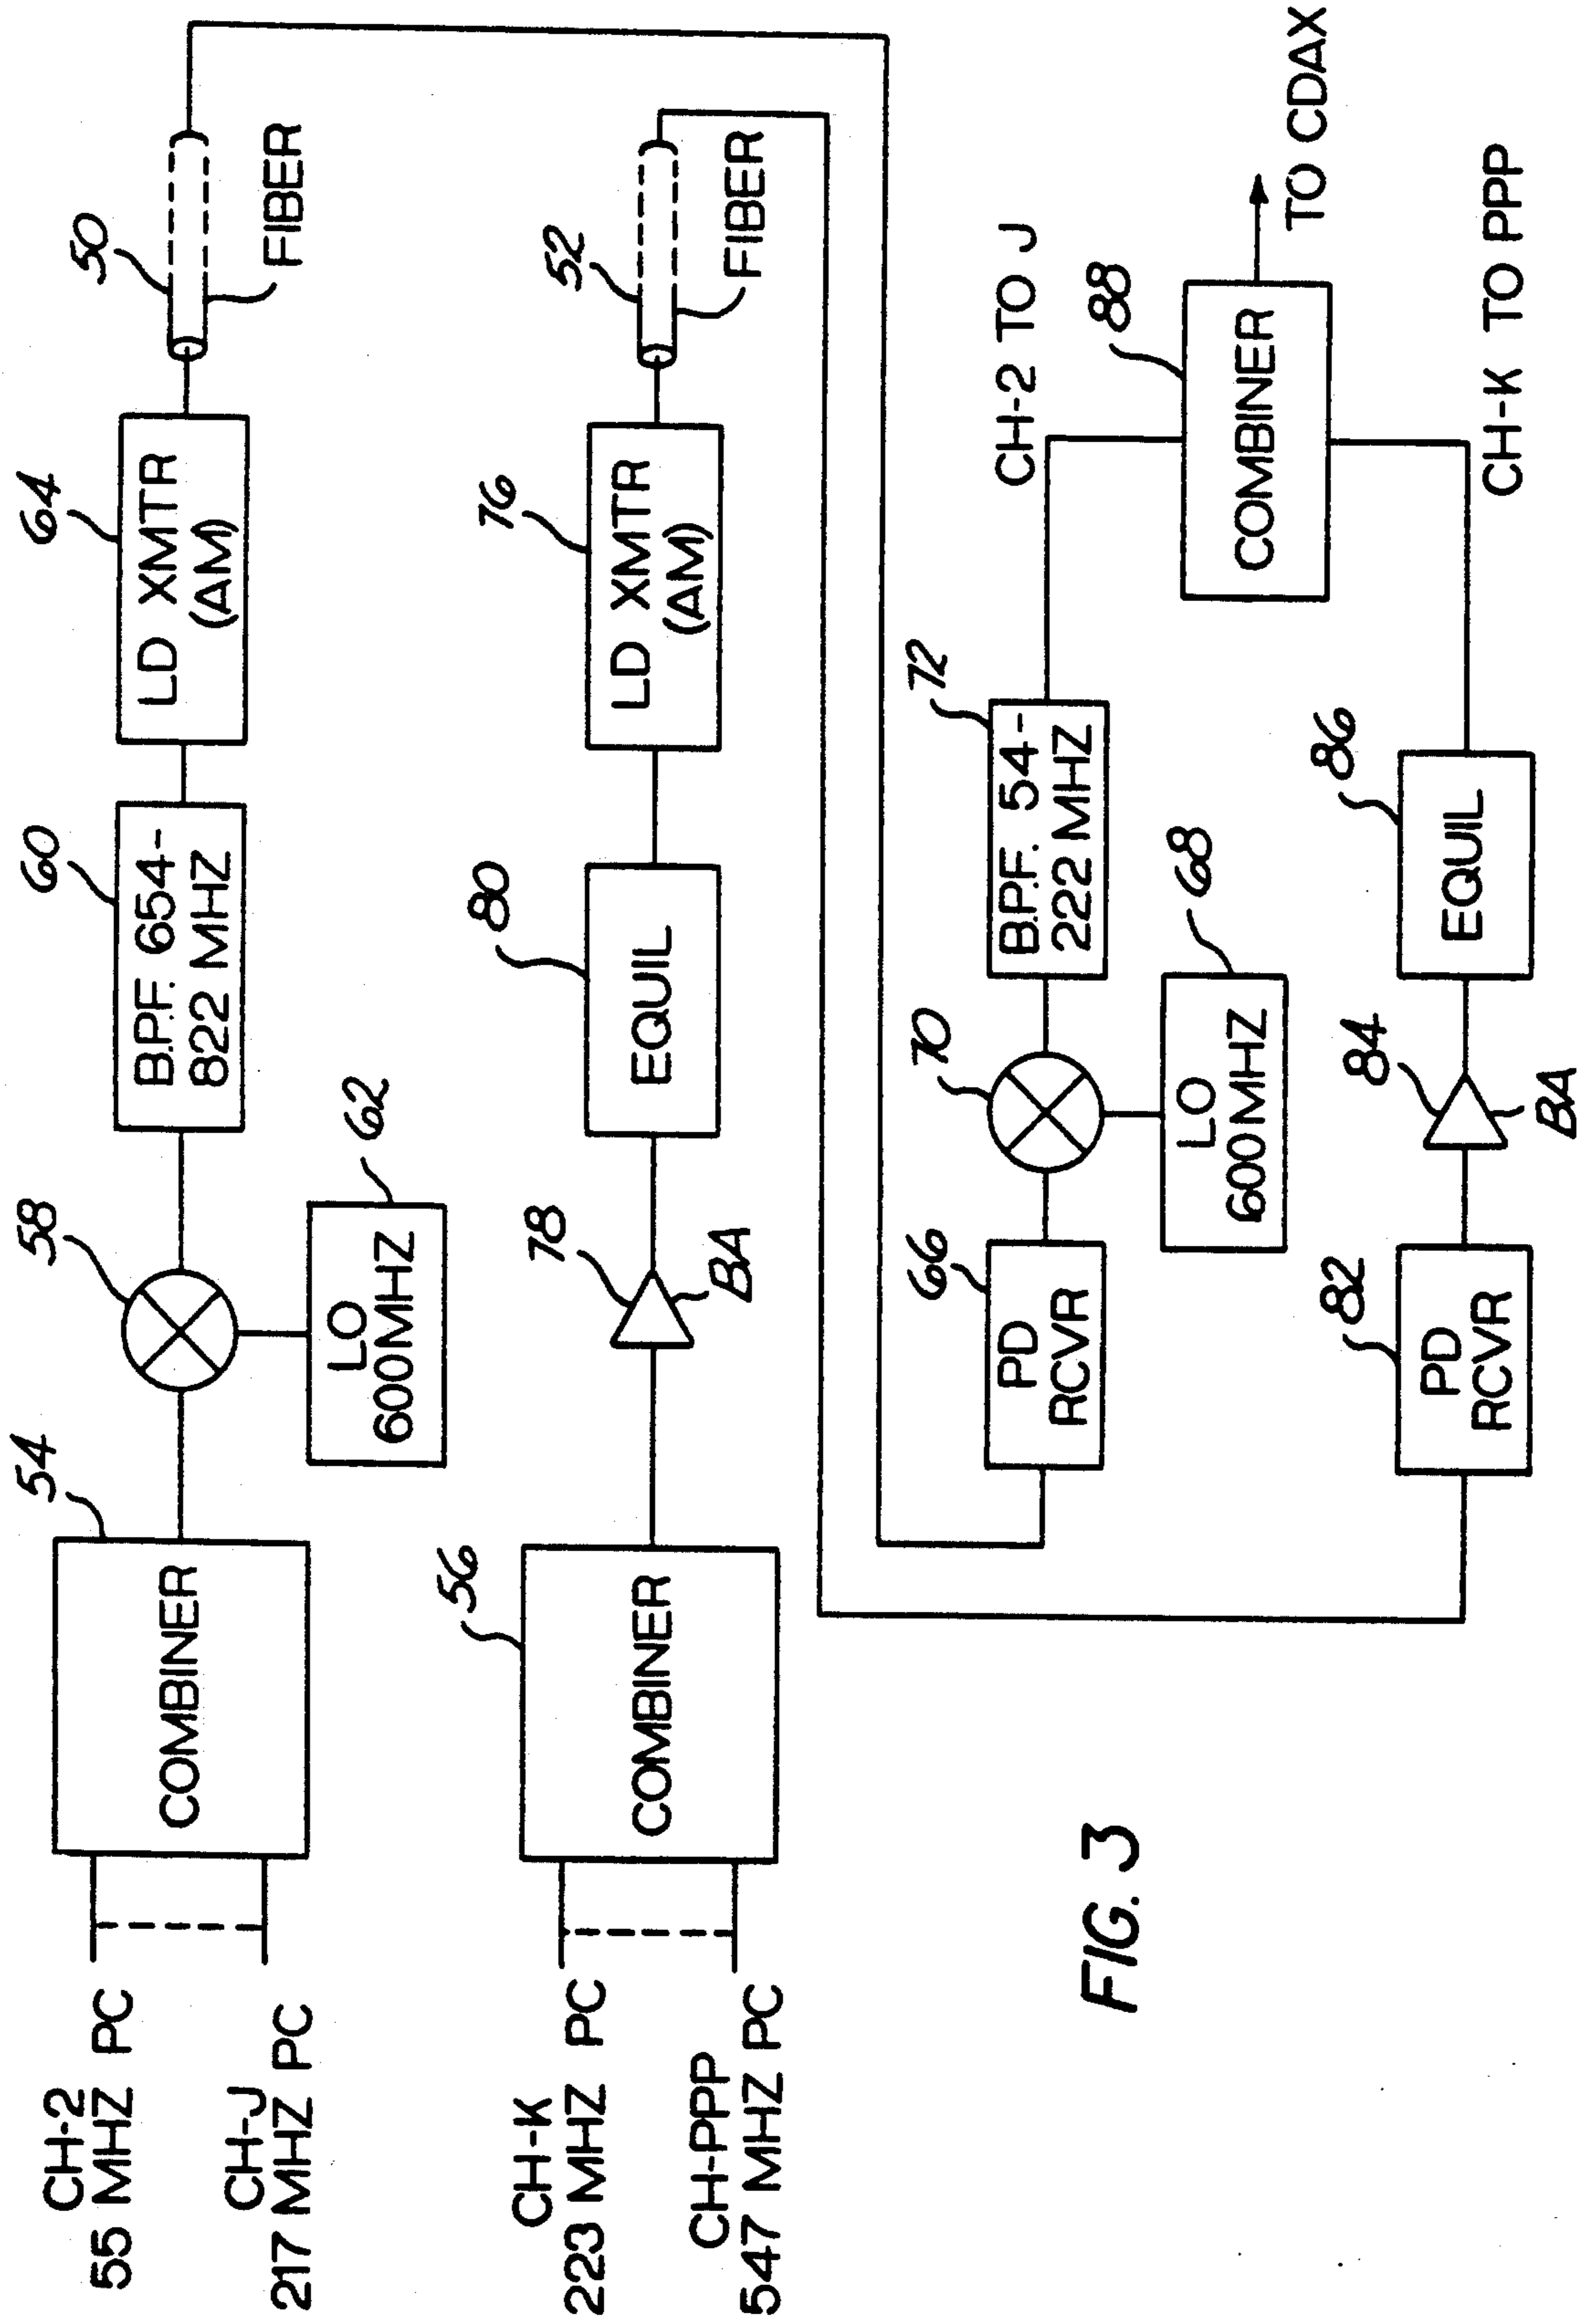 CH-2
55 MHZ PC
CH-J
217 MHZ PC
54
COMBINER
58
LO
600MHZ
62
60
B.P.F. 654-
822 MHZ
64
LD XMTR
(AM)
50
FIBER
CH-K
223 MHZ PC
CH-PPP
547 MHZ PC
56
COMBINER
78
BA
80
EQUIL
76
LD XMTR
(AM)
52
FIBER
66
PD
RCVR
70
LO
600MHZ
68
72
B.P.F. 54-
222 MHZ
CH-2 TO J
82
PD
RCVR
84
BA
86
EQUIL
CH-K TO PPP
88
COMBINER
TO CDAX
FIG. 3